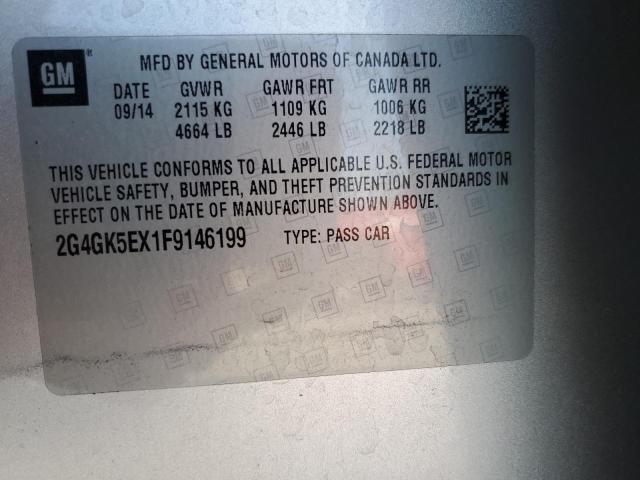 GM ®
MFD BY GENERAL MOTORS OF CANADA LTD.
DATE GVWR GAWR FRT GAWR RR
09/14 2115 KG 1109 KG 1006 KG
4664 LB 2446 LB 2218 LB
THIS VEHICLE CONFORMS TO ALL APPLICABLE U.S. FEDERAL MOTOR
VEHICLE SAFETY, BUMPER, AND THEFT PREVENTION STANDARDS IN
EFFECT ON THE DATE OF MANUFACTURE SHOWN ABOVE.
2G4GK5EX1F9146199 TYPE: PASS CAR